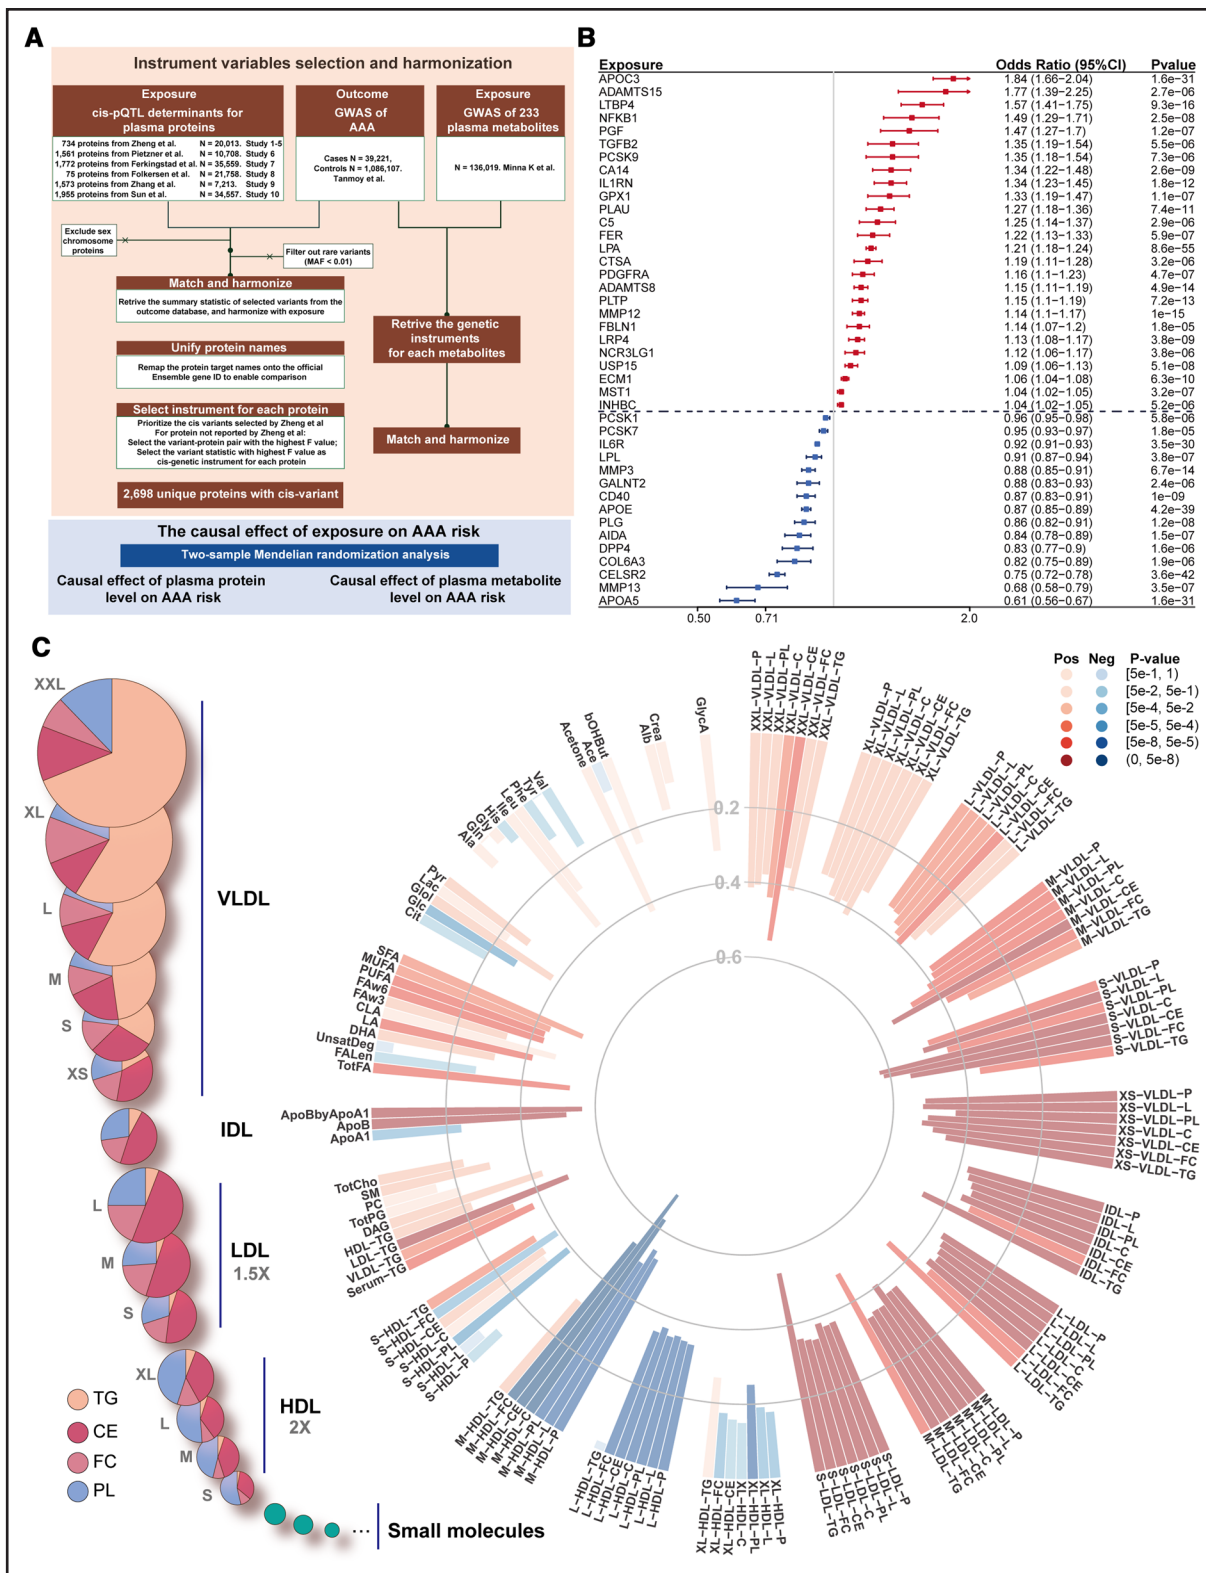 A
Instrument variables selection and harmonization
Exposure
cis-pQTL determinants for
plasma proteins
734 proteins from Zheng et al. N = 20,013. Study 1-5
1,561 proteins from Pietzner et al. N = 10,708. Study 6
1,772 proteins from Ferkingstad et al. N = 35,559. Study 7
75 proteins from Folkersen et al. N = 21,758. Study 8
1,573 proteins from Zhang et al. N = 7,213. Study 9
1,955 proteins from Sun et al. N = 34,557. Study 10
Outcome
GWAS of
AAA
Cases N = 39,221,
Controls N = 1,086,107.
Tanmoy et al.
Exposure
GWAS of 233
plasma metabolites
N = 136,019. Minna K et al.
Exclude sex
chromosome
proteins
Filter out rare variants
(MAF < 0.01)
Match and harmonize
Retrive the summary statistic of selected variants from the
outcome database, and harmonize with exposure
Unify protein names
Remap the protein target names onto the official
Ensemble gene ID to enable comparison
Select instrument for each protein
Prioritize the cis variants selected by Zheng et al
For protein not reported by Zheng et al:
Select the variant-protein pair with the highest F value;
Select the variant statistic with highest F value as
cis-genetic instrument for each protein
2,698 unique proteins with cis-variant
Retrive the genetic
instruments
for each metabolites
Match and harmonize
The causal effect of exposure on AAA risk
Two-sample Mendelian randomization analysis
Causal effect of plasma protein
level on AAA risk
Causal effect of plasma metabolite
level on AAA risk
B
Exposure Odds Ratio (95%CI) Pvalue
APOC3 1.84 (1.66−2.04) 1.6e−31
ADAMTS15 1.77 (1.39−2.25) 2.7e−06
LTBP4 1.57 (1.41−1.75) 9.3e−16
NFKB1 1.49 (1.29−1.71) 2.5e−08
PGF 1.47 (1.27−1.7) 1.2e−07
TGFB2 1.35 (1.19−1.54) 5.5e−06
PCSK9 1.35 (1.18−1.54) 7.3e−06
CA14 1.34 (1.22−1.48) 2.6e−09
IL1RN 1.34 (1.23−1.45) 1.8e−12
GPX1 1.33 (1.19−1.47) 1.1e−07
PLAU 1.27 (1.18−1.36) 7.4e−11
C5 1.25 (1.14−1.37) 2.9e−06
FER 1.22 (1.13−1.33) 5.9e−07
LPA 1.21 (1.18−1.24) 8.6e−55
CTSA 1.19 (1.11−1.28) 3.2e−06
PDGFRA 1.16 (1.1−1.23) 4.7e−07
ADAMTS8 1.15 (1.11−1.19) 4.9e−14
PLTP 1.15 (1.1−1.19) 7.2e−13
MMP12 1.14 (1.1−1.17) 1e−15
FBLN1 1.14 (1.07−1.2) 1.8e−05
LRP4 1.13 (1.08−1.17) 3.8e−09
NCR3LG1 1.12 (1.06−1.17) 3.8e−06
USP15 1.09 (1.06−1.13) 5.1e−08
ECM1 1.06 (1.04−1.08) 6.3e−10
MST1 1.04 (1.02−1.05) 3.2e−07
INHBC 1.04 (1.02−1.05) 5.2e−06
PCSK1 0.96 (0.95−0.98) 5.8e−06
PCSK7 0.95 (0.93−0.97) 1.8e−05
IL6R 0.92 (0.91−0.93) 3.5e−30
LPL 0.91 (0.87−0.94) 3.8e−07
MMP3 0.88 (0.85−0.91) 6.7e−14
GALNT2 0.88 (0.83−0.93) 2.4e−06
CD40 0.87 (0.83−0.91) 1e−09
APOE 0.87 (0.85−0.89) 4.2e−39
PLG 0.86 (0.82−0.91) 1.2e−08
AIDA 0.84 (0.78−0.89) 1.5e−07
DPP4 0.83 (0.77−0.9) 1.6e−06
COL6A3 0.82 (0.75−0.89) 1.9e−06
CELSR2 0.75 (0.72−0.78) 3.6e−42
MMP13 0.68 (0.58−0.79) 3.5e−07
APOA5 0.61 (0.56−0.67) 1.6e−31
0.50 0.71 2.0
C
XXL
XL
L
M
S
XS
VLDL
IDL
L
M
S
LDL
1.5X
XL
L
M
S
HDL
2X
TG
CE
FC
PL
Small molecules
...
Pos Neg P-value
[5e-1, 1)
[5e-2, 5e-1)
[5e-4, 5e-2
[5e-5, 5e-4)
[5e-8, 5e-5)
(0, 5e-8)
0.2
0.4
0.6
XXL−VLDL−P
XXL−VLDL−L
XXL−VLDL−PL
XXL−VLDL−C
XXL−VLDL−CE
XXL−VLDL−FC
XXL−VLDL−TG
XL−VLDL−P
XL−VLDL−L
XL−VLDL−PL
XL−VLDL−C
XL−VLDL−CE
XL−VLDL−FC
XL−VLDL−TG
L−VLDL−P
L−VLDL−L
L−VLDL−PL
L−VLDL−C
L−VLDL−CE
L−VLDL−FC
L−VLDL−TG
M−VLDL−P
M−VLDL−L
M−VLDL−PL
M−VLDL−C
M−VLDL−CE
M−VLDL−FC
M−VLDL−TG
S−VLDL−P
S−VLDL−L
S−VLDL−PL
S−VLDL−C
S−VLDL−CE
S−VLDL−FC
S−VLDL−TG
XS−VLDL−P
XS−VLDL−L
XS−VLDL−PL
XS−VLDL−C
XS−VLDL−CE
XS−VLDL−FC
XS−VLDL−TG
IDL−P
IDL−L
IDL−PL
IDL−C
IDL−CE
IDL−FC
IDL−TG
L−LDL−P
L−LDL−L
L−LDL−PL
L−LDL−C
L−LDL−CE
L−LDL−FC
L−LDL−TG
M−LDL−P
M−LDL−L
M−LDL−PL
M−LDL−C
M−LDL−CE
M−LDL−FC
M−LDL−TG
S−LDL−P
S−LDL−L
S−LDL−PL
S−LDL−C
S−LDL−CE
S−LDL−FC
S−LDL−TG
XL−HDL−P
XL−HDL−L
XL−HDL−PL
XL−HDL−C
XL−HDL−CE
XL−HDL−FC
XL−HDL−TG
L−HDL−P
L−HDL−L
L−HDL−PL
L−HDL−C
L−HDL−CE
L−HDL−FC
L−HDL−TG
M−HDL−P
M−HDL−L
M−HDL−PL
M−HDL−C
M−HDL−CE
M−HDL−FC
M−HDL−TG
S−HDL−P
S−HDL−L
S−HDL−PL
S−HDL−C
S−HDL−CE
S−HDL−FC
S−HDL−TG
Serum−TG
VLDL−TG
LDL−TG
HDL−TG
DAG
TotPG
PC
SM
TotCho
ApoA1
ApoB
ApoBbyApoA1
TotFA
FALen
UnsatDeg
DHA
LA
CLA
FAw3
FAw6
PUFA
MUFA
SFA
Cit
Glc
Glol
Lac
Pyr
Ala
Gln
Gly
His
Ile
Leu
Phe
Tyr
Val
Acetone
Ace
bOHBut
Alb
Crea
GlycA